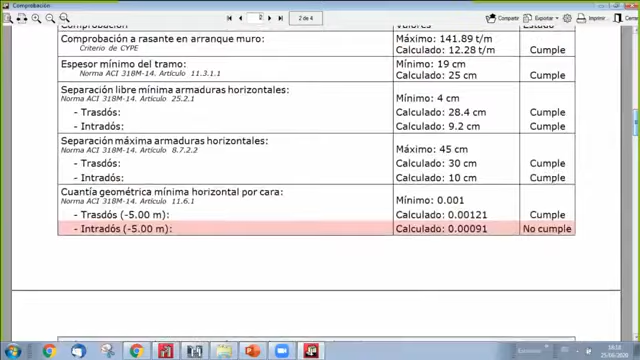 Comprobación
2
2 de 4
Compartir
Exportar
Imprimir
Comprobación Valores Estado
Comprobación a rasante en arranque muro:
Criterio de CYPE
Máximo: 141.89 t/m
Calculado: 12.28 t/m Cumple
Espesor mínimo del tramo:
Norma ACI 318M-14. Artículo 11.3.1.1
Mínimo: 19 cm
Calculado: 25 cm Cumple
Separación libre mínima armaduras horizontales:
Norma ACI 318M-14. Artículo 25.2.1
Mínimo: 4 cm
- Trasdós: Calculado: 28.4 cm Cumple
- Intradós: Calculado: 9.2 cm Cumple
Separación máxima armaduras horizontales:
Norma ACI 318M-14. Artículo 8.7.2.2
Máximo: 45 cm
- Trasdós: Calculado: 30 cm Cumple
- Intradós: Calculado: 10 cm Cumple
Cuantía geométrica mínima horizontal por cara:
Norma ACI 318M-14. Artículo 11.6.1
Mínimo: 0.001
- Trasdós (-5.00 m): Calculado: 0.00121 Cumple
- Intradós (-5.00 m): Calculado: 0.00091 No cumple
25/06/2020